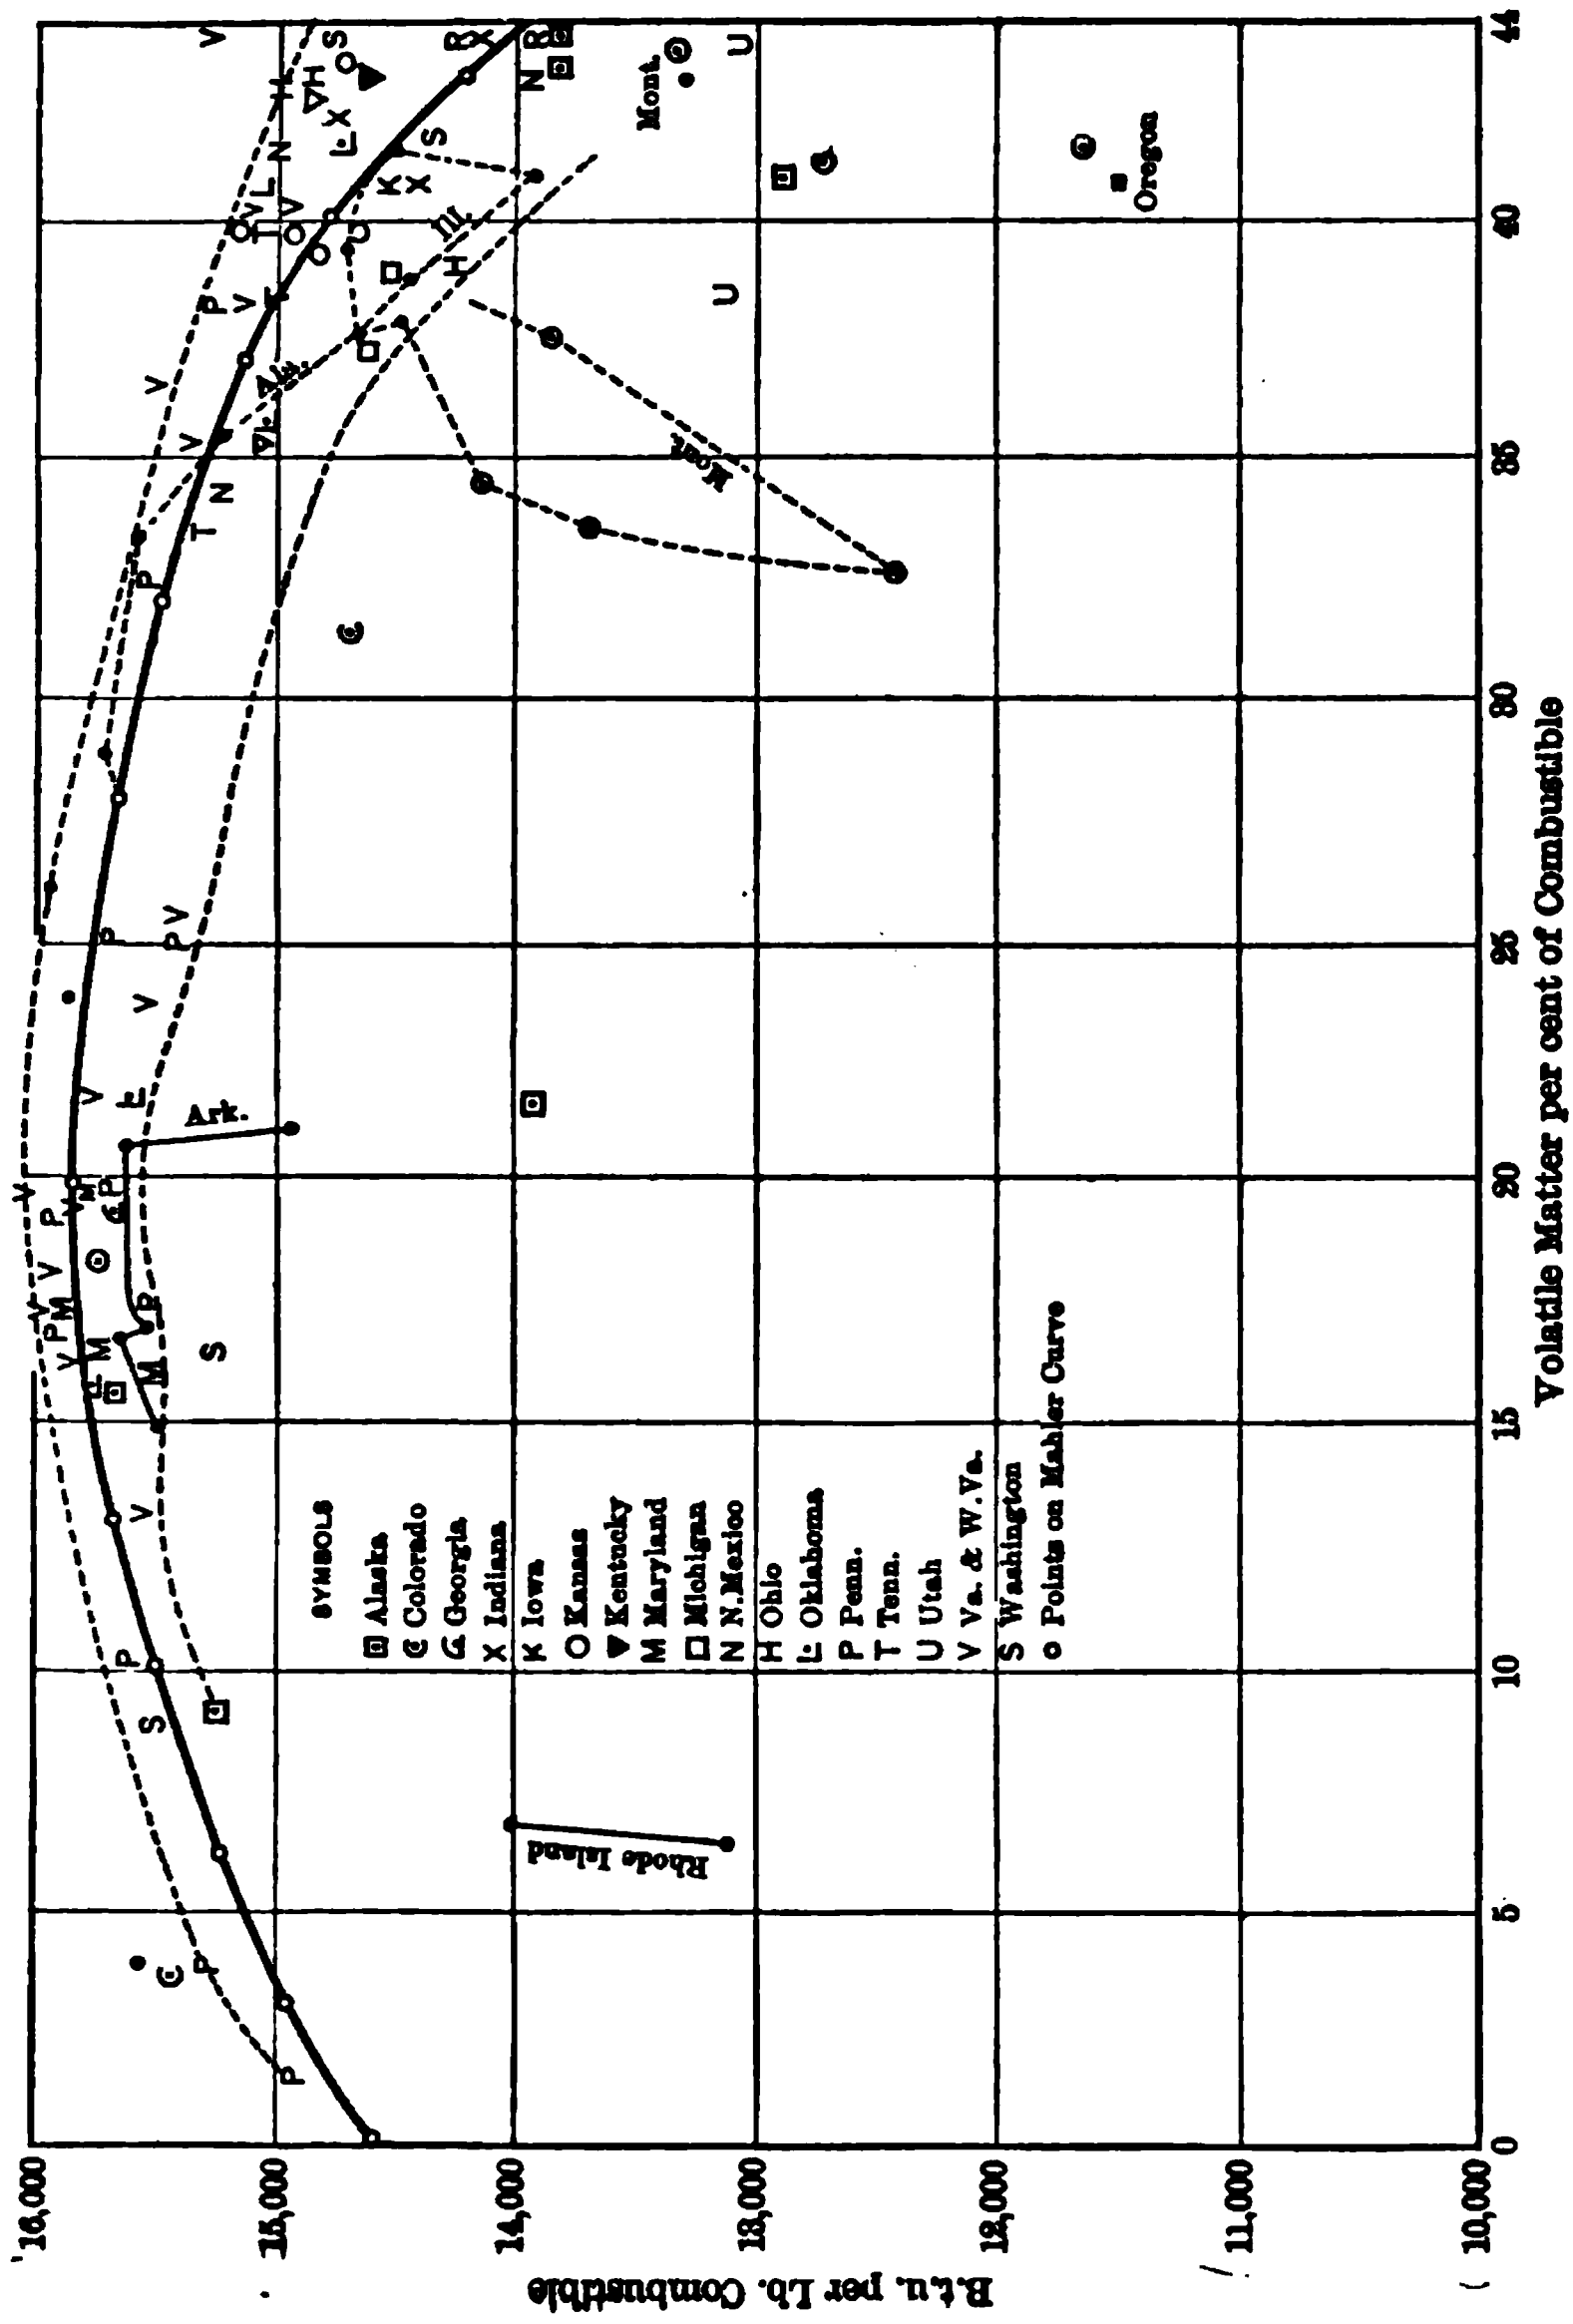 16,000
15,000
14,000
13,000
12,000
11,000
10,000
B.t.u. per Lb. Combustible
0
5
10
15
20
25
30
35
40
44
Volatile Matter per cent of Combustible
SYMBOLS
Alaska
Colorado
Georgia
X Indiana
K Iowa
O Kansas
▼ Kentucky
M Maryland
□ Michigan
N N.Mexico
H Ohio
Ł Oklahoma
P Penn.
T Tenn.
U Utah
V Va. & W.Va.
S Washington
o Points on Mahler Curve
Rhode Island
Ark.
Ill.
Mont.
Oregon